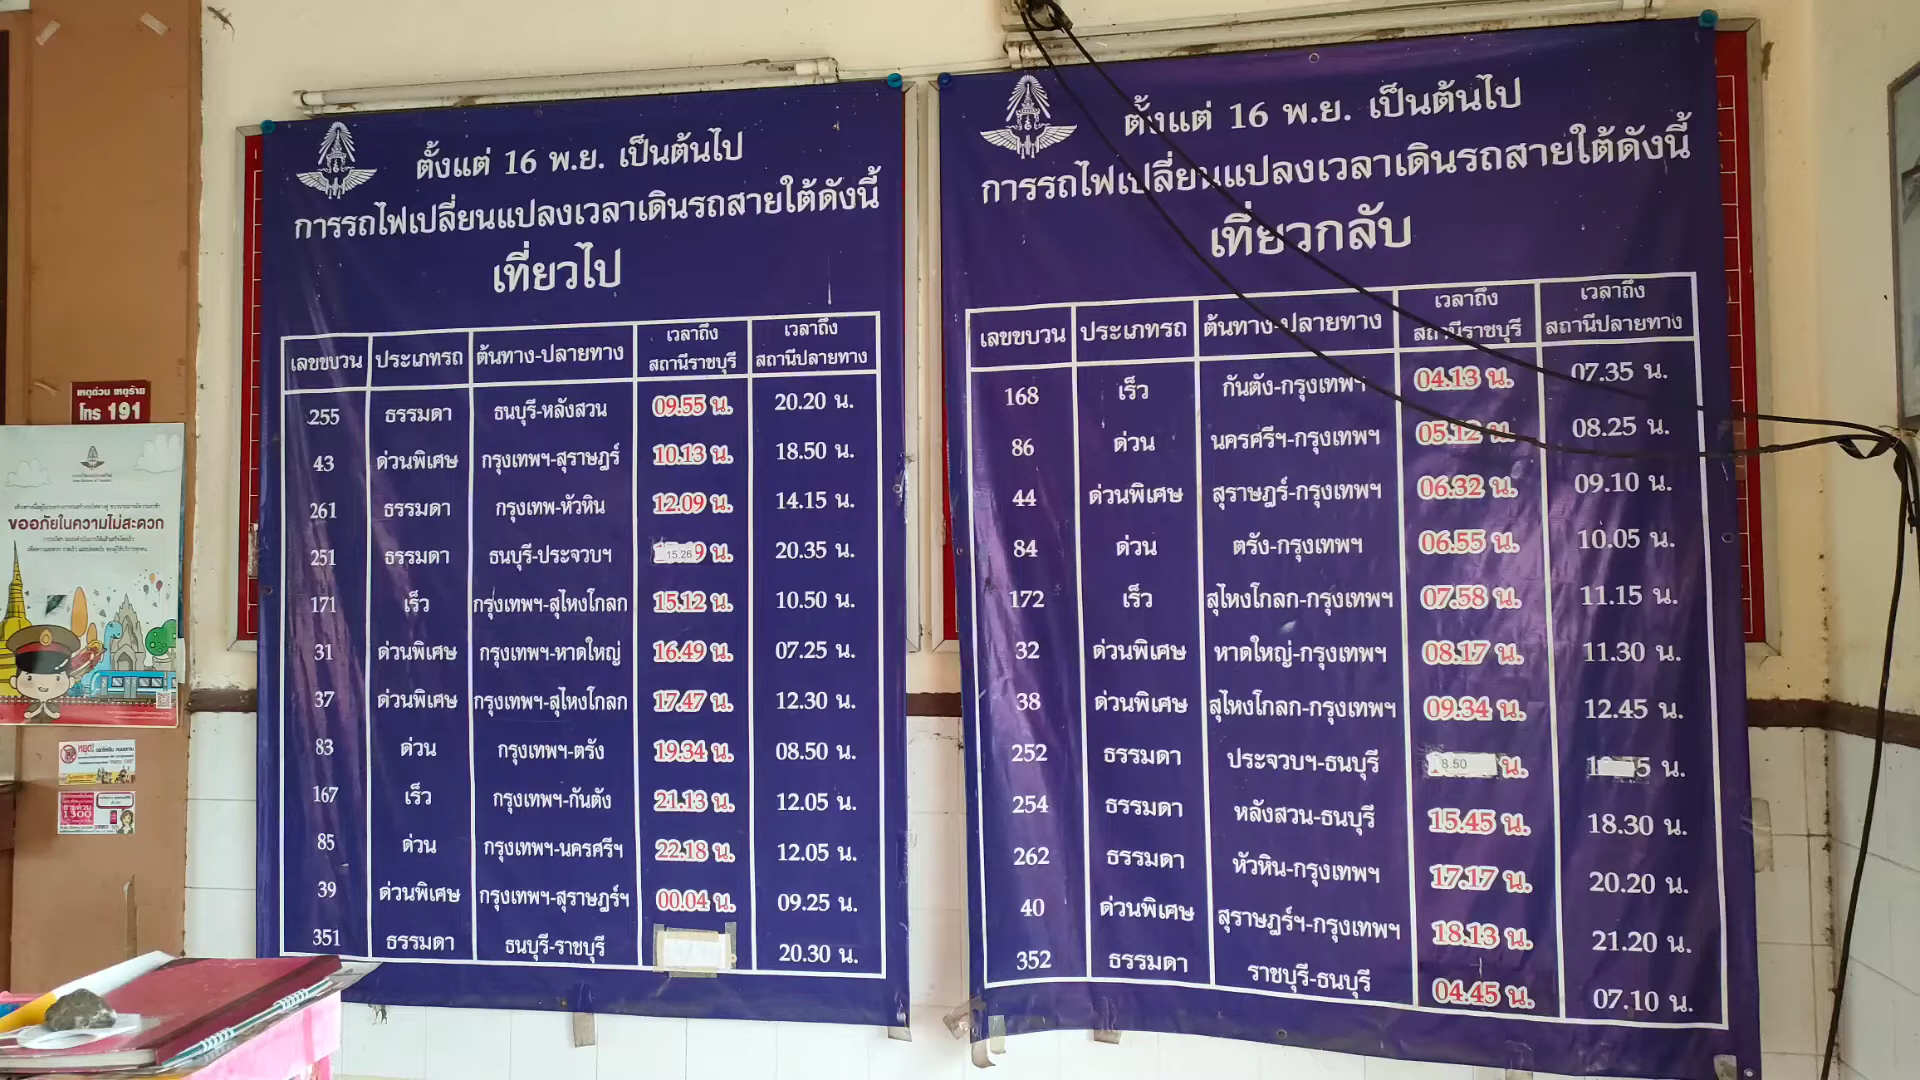 เหตุด่วน เหตุร้าย
โทร 191
ขออภัยในความไม่สะดวก
หยุด!
1300
ตั้งแต่ 16 พ.ย. เป็นต้นไป
การรถไฟเปลี่ยนแปลงเวลาเดินรถสายใต้ดังนี้
เที่ยวไป
เลขขบวน ประเภทรถ ต้นทาง-ปลายทาง เวลาถึงสถานีราชบุรี เวลาถึงสถานีปลายทาง
255 ธรรมดา ธนบุรี-หลังสวน 09.55 น. 20.20 น.
43 ด่วนพิเศษ กรุงเทพฯ-สุราษฎร์ 10.13 น. 18.50 น.
261 ธรรมดา กรุงเทพ-หัวหิน 12.09 น. 14.15 น.
251 ธรรมดา ธนบุรี-ประจวบฯ 15.26 น. 20.35 น.
171 เร็ว กรุงเทพฯ-สุไหงโกลก 15.12 น. 10.50 น.
31 ด่วนพิเศษ กรุงเทพฯ-หาดใหญ่ 16.49 น. 07.25 น.
37 ด่วนพิเศษ กรุงเทพฯ-สุไหงโกลก 17.47 น. 12.30 น.
83 ด่วน กรุงเทพฯ-ตรัง 19.34 น. 08.50 น.
167 เร็ว กรุงเทพฯ-กันตัง 21.13 น. 12.05 น.
85 ด่วน กรุงเทพฯ-นครศรีฯ 22.18 น. 12.05 น.
39 ด่วนพิเศษ กรุงเทพฯ-สุราษฎร์ฯ 00.04 น. 09.25 น.
351 ธรรมดา ธนบุรี-ราชบุรี 20.30 น.
ตั้งแต่ 16 พ.ย. เป็นต้นไป
การรถไฟเปลี่ยนแปลงเวลาเดินรถสายใต้ดังนี้
เที่ยวกลับ
เลขขบวน ประเภทรถ ต้นทาง-ปลายทาง เวลาถึงสถานีราชบุรี เวลาถึงสถานีปลายทาง
168 เร็ว กันตัง-กรุงเทพฯ 04.13 น. 07.35 น.
86 ด่วน นครศรีฯ-กรุงเทพฯ 05.12 น. 08.25 น.
44 ด่วนพิเศษ สุราษฎร์-กรุงเทพฯ 06.32 น. 09.10 น.
84 ด่วน ตรัง-กรุงเทพฯ 06.55 น. 10.05 น.
172 เร็ว สุไหงโกลก-กรุงเทพฯ 07.58 น. 11.15 น.
32 ด่วนพิเศษ หาดใหญ่-กรุงเทพฯ 08.17 น. 11.30 น.
38 ด่วนพิเศษ สุไหงโกลก-กรุงเทพฯ 09.34 น. 12.45 น.
252 ธรรมดา ประจวบฯ-ธนบุรี 8.50 น. น.
254 ธรรมดา หลังสวน-ธนบุรี 15.45 น. 18.30 น.
262 ธรรมดา หัวหิน-กรุงเทพฯ 17.17 น. 20.20 น.
40 ด่วนพิเศษ สุราษฎร์ฯ-กรุงเทพฯ 18.13 น. 21.20 น.
352 ธรรมดา ราชบุรี-ธนบุรี 04.45 น. 07.10 น.